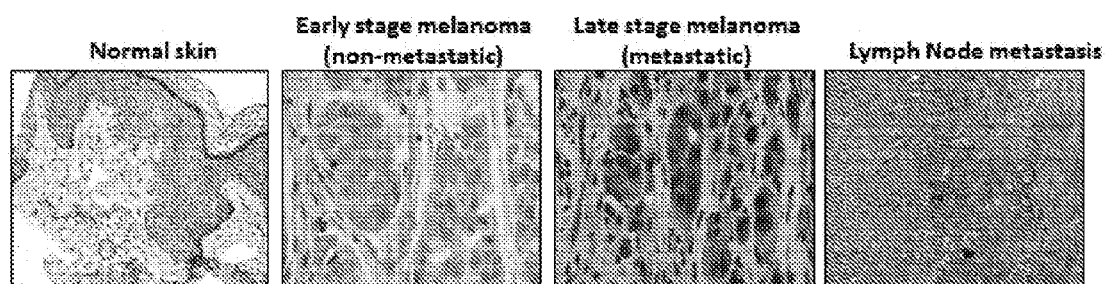 Normal skin
Early stage melanoma
(non-metastatic)
Late stage melanoma
(metastatic)
Lymph Node metastasis